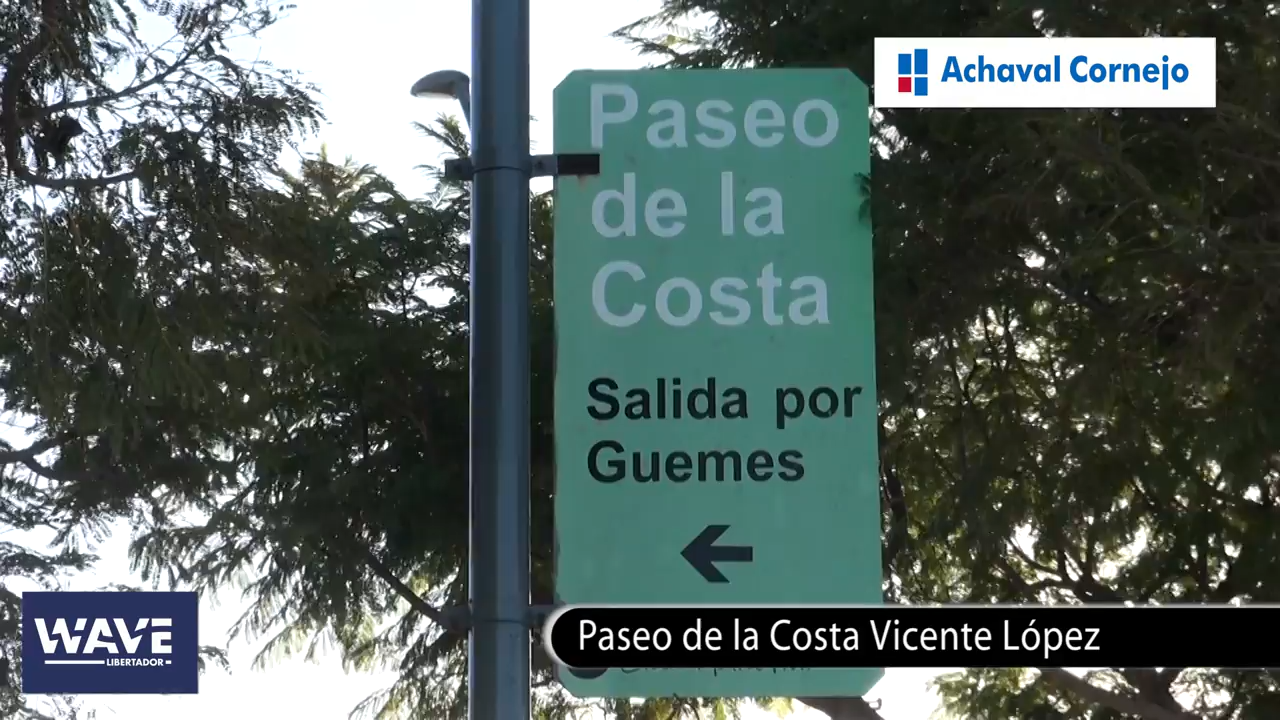 Achaval Cornejo
Paseo
de la
Costa
Salida por
Guemes
Paseo de la Costa Vicente López
WAVE
LIBERTADOR